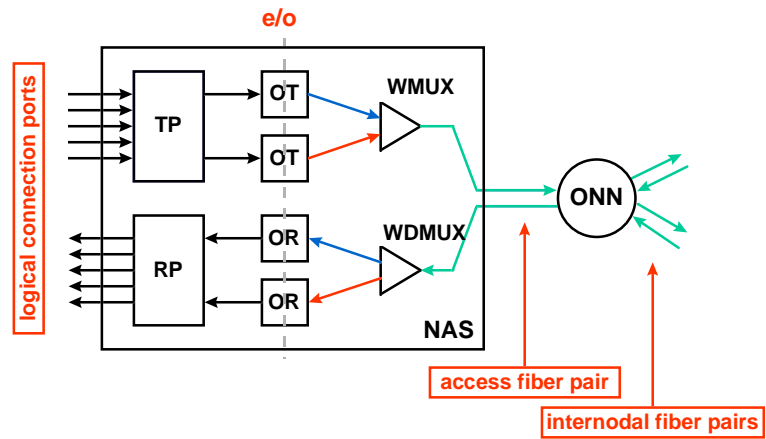 e/o
logical connection ports
TP
OT
OT
WMUX
ONN
RP
OR
OR
WDMUX
NAS
access fiber pair
internodal fiber pairs